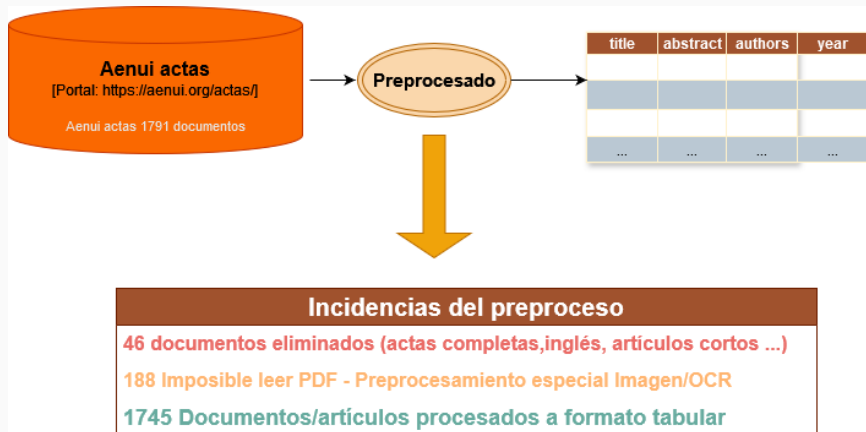 Aenui actas
[Portal: https://aenui.org/actas/]
Aenui actas 1791 documentos
Preprocesado
title abstract authors year
... ... ... ...
Incidencias del preproceso
46 documentos eliminados (actas completas,inglés, artículos cortos ...)
188 Imposible leer PDF - Preprocesamiento especial Imagen/OCR
1745 Documentos/artículos procesados a formato tabular